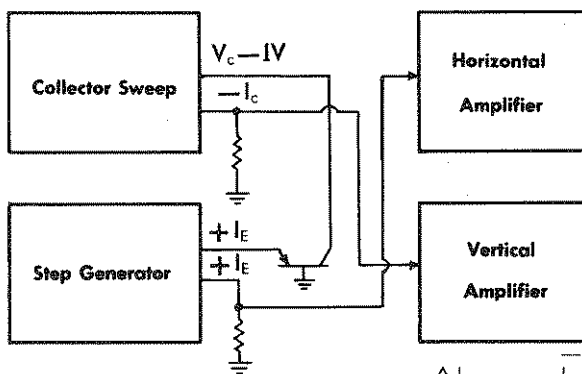 V_c — 1V
Collector Sweep
— I_c
Horizontal
Amplifier
+ I_E
Step Generator
+ I_E
Vertical
Amplifier